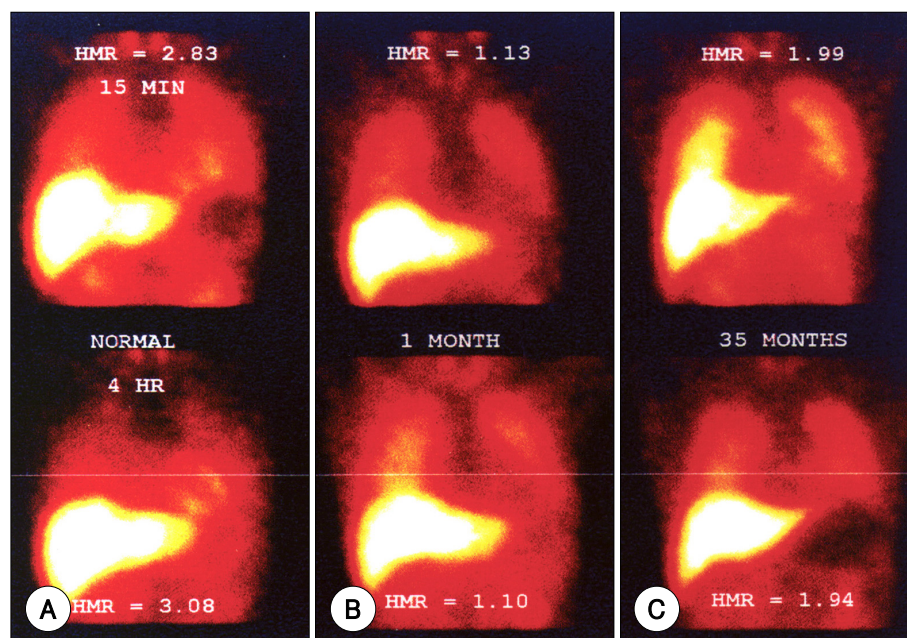 HMR = 2.83
15 MIN
NORMAL
4 HR
HMR = 3.08
A
HMR = 1.13
1 MONTH
HMR = 1.10
B
HMR = 1.99
35 MONTHS
HMR = 1.94
C